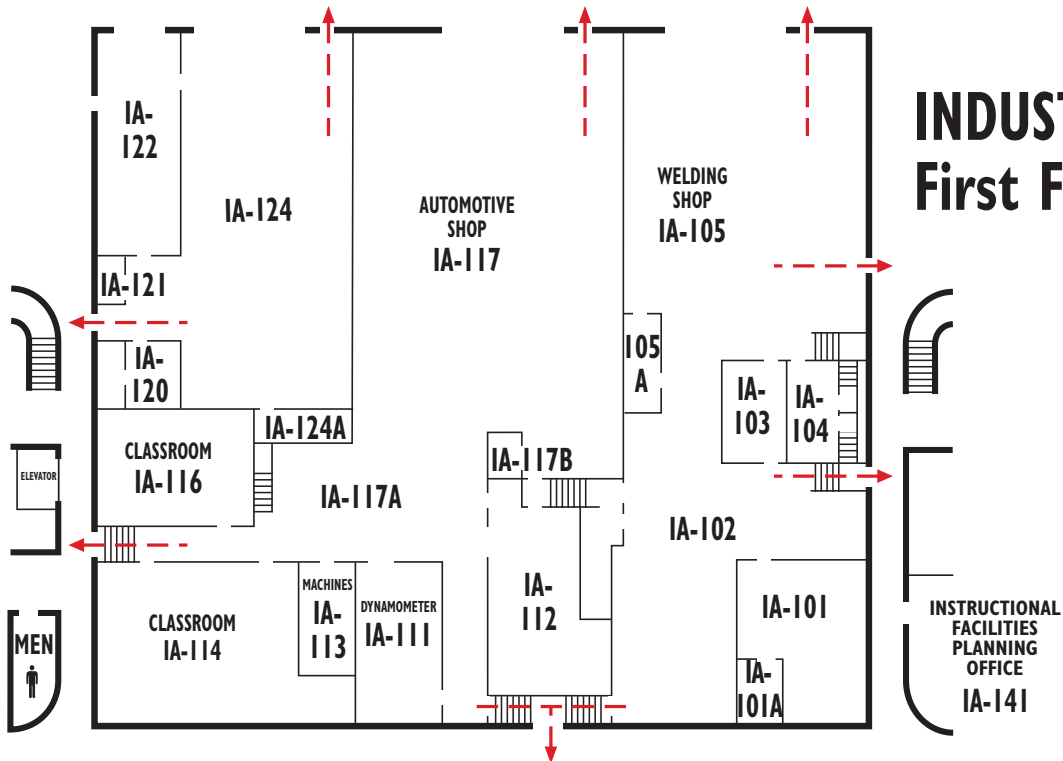 INDUST
First F
IA-
122
IA-124
AUTOMOTIVE
SHOP
IA-117
WELDING
SHOP
IA-105
IA-121
IA-
120
105
A
IA-
103
IA-
104
IA-124A
CLASSROOM
IA-116
ELEVATOR
IA-117B
IA-117A
IA-102
IA-
112
MACHINES
IA-
113
DYNAMOMETER
IA-111
CLASSROOM
IA-114
IA-101
IA-
101A
MEN
INSTRUCTIONAL
FACILITIES
PLANNING
OFFICE
IA-141